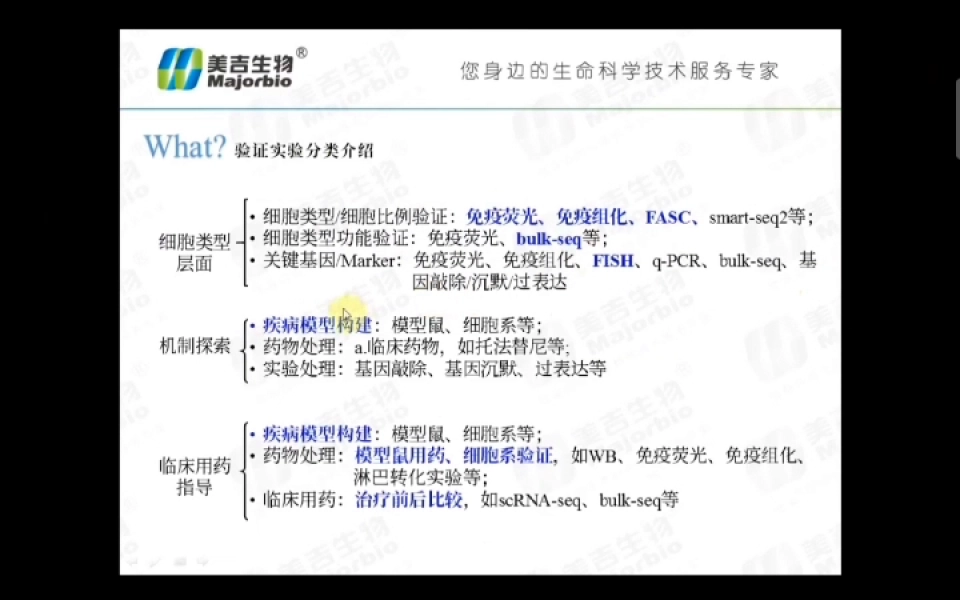 美吉生物®
Majorbio
您身边的生命科学技术服务专家
What? 验证实验分类介绍
细胞类型层面
• 细胞类型/细胞比例验证：免疫荧光、免疫组化、FASC、smart-seq2等；
• 细胞类型功能验证：免疫荧光、bulk-seq等；
• 关键基因/Marker：免疫荧光、免疫组化、FISH、q-PCR、bulk-seq、基
因敲除/沉默/过表达
机制探索
• 疾病模型构建：模型鼠、细胞系等；
• 药物处理：a.临床药物，如托法替尼等;
• 实验处理：基因敲除、基因沉默、过表达等
临床用药指导
• 疾病模型构建：模型鼠、细胞系等；
• 药物处理：模型鼠用药、细胞系验证，如WB、免疫荧光、免疫组化、
淋巴转化实验等；
• 临床用药：治疗前后比较，如scRNA-seq、bulk-seq等